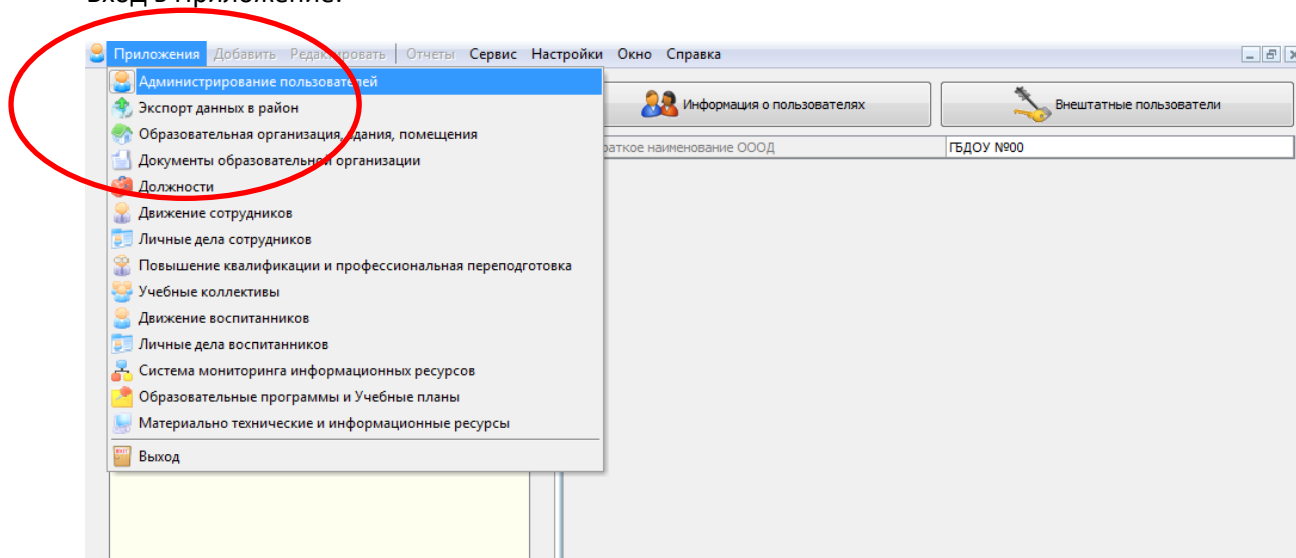 Приложения Добавить Редактировать Отчеты Сервис Настройки Окно Справка
Администрирование пользователей
Информация о пользователях
Внештатные пользователи
Экспорт данных в район
Образовательная организация, здания, помещения
раткое наименование ОООД
ГБДОУ №00
Документы образовательной организации
Должности
Движение сотрудников
Личные дела сотрудников
Повышение квалификации и профессиональная переподготовка
Учебные коллективы
Движение воспитанников
Личные дела воспитанников
Система мониторинга информационных ресурсов
Образовательные программы и Учебные планы
Материально технические и информационные ресурсы
Выход